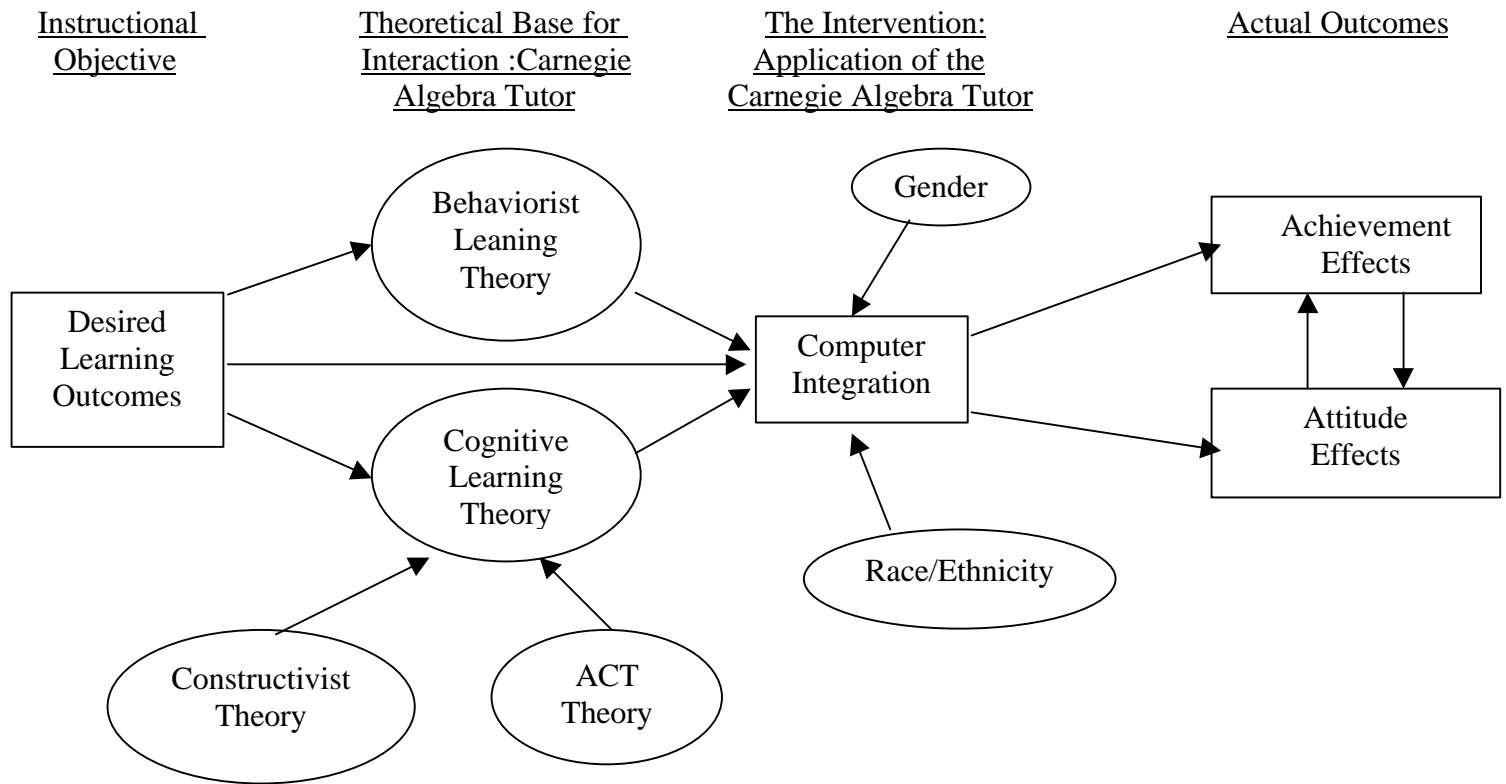 Instructional
Objective
Theoretical Base for
Interaction :Carnegie
Algebra Tutor
The Intervention:
Application of the
Carnegie Algebra Tutor
Actual Outcomes
Behaviorist
Leaning
Theory
Gender
Achievement
Effects
Desired
Learning
Outcomes
Computer
Integration
Cognitive
Learning
Theory
Attitude
Effects
Race/Ethnicity
Constructivist
Theory
ACT
Theory